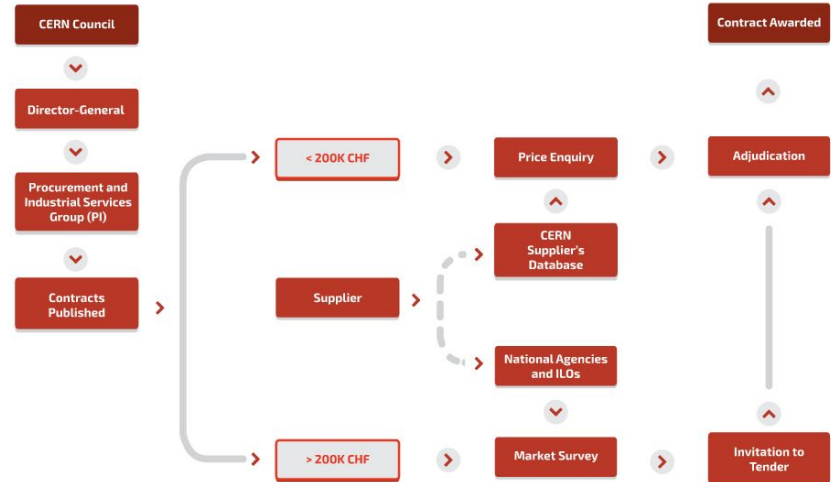 CERN Council
Contract Awarded
Director-General
< 200K CHF
Price Enquiry
Adjudication
Procurement and
Industrial Services
Group (PI)
CERN
Supplier's
Database
Contracts
Published
Supplier
National Agencies
and ILOs
> 200K CHF
Market Survey
Invitation to
Tender